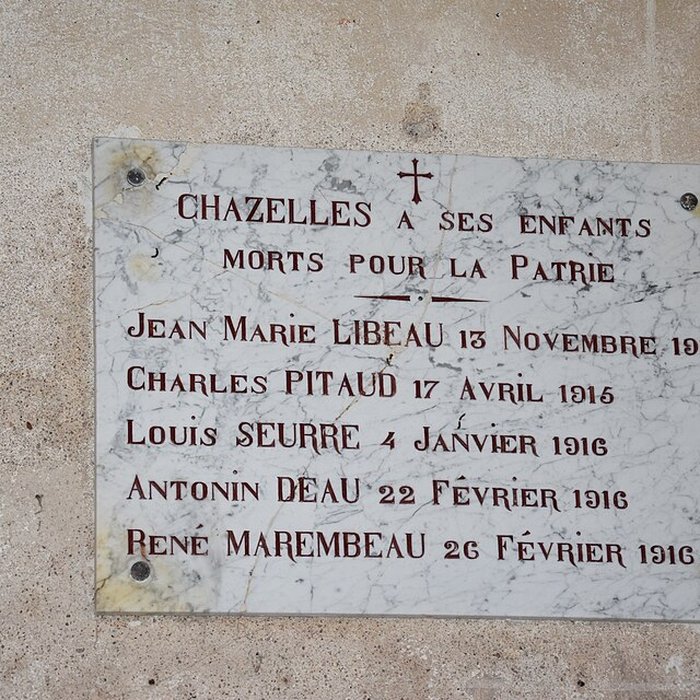 CHAZELLES A SES ENFANTS
MORTS POUR LA PATRIE
JEAN MARIE LIBEAU 13 NOVEMBRE 19
CHARLES PITAUD 17 AVRIL 1915
LOUIS SEURRE 4 JANVIER 1916
ANTONIN DEAU 22 FÉVRIER 1916
RENÉ MAREMBEAU 26 FÉVRIER 1916